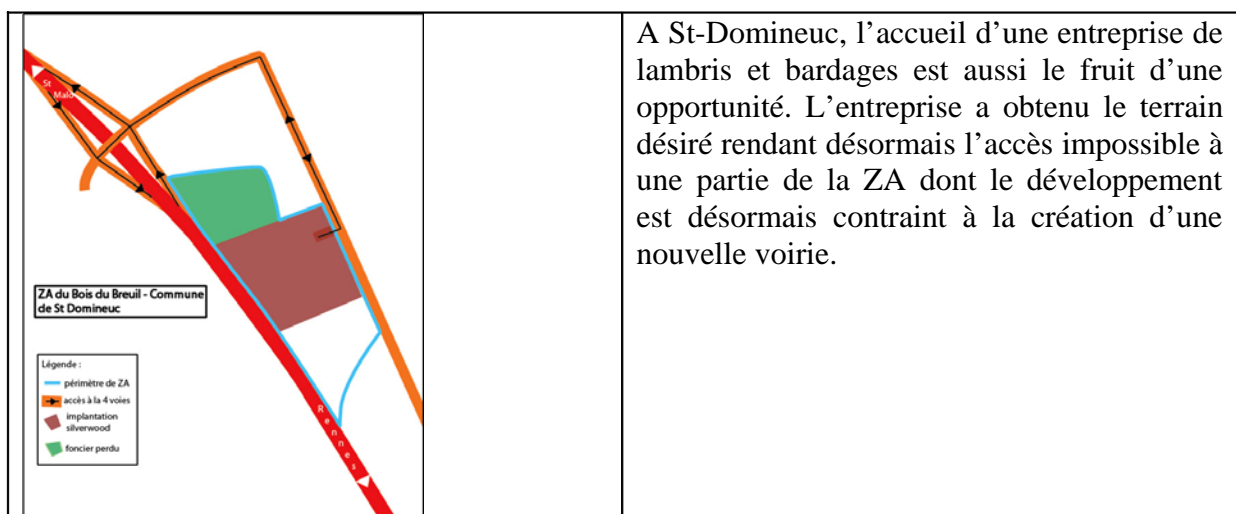 St
Malo
ZA du Bois du Breuil - Commune
de St Domineuc
Légende :
périmètre de ZA
accès à la 4 voies
implantation
silverwood
foncier perdu
Rennes
A St-Domineuc, l’accueil d’une entreprise de
lambris et bardages est aussi le fruit d’une
opportunité. L’entreprise a obtenu le terrain
désiré rendant désormais l’accès impossible à
une partie de la ZA dont le développement
est désormais contraint à la création d’une
nouvelle voirie.